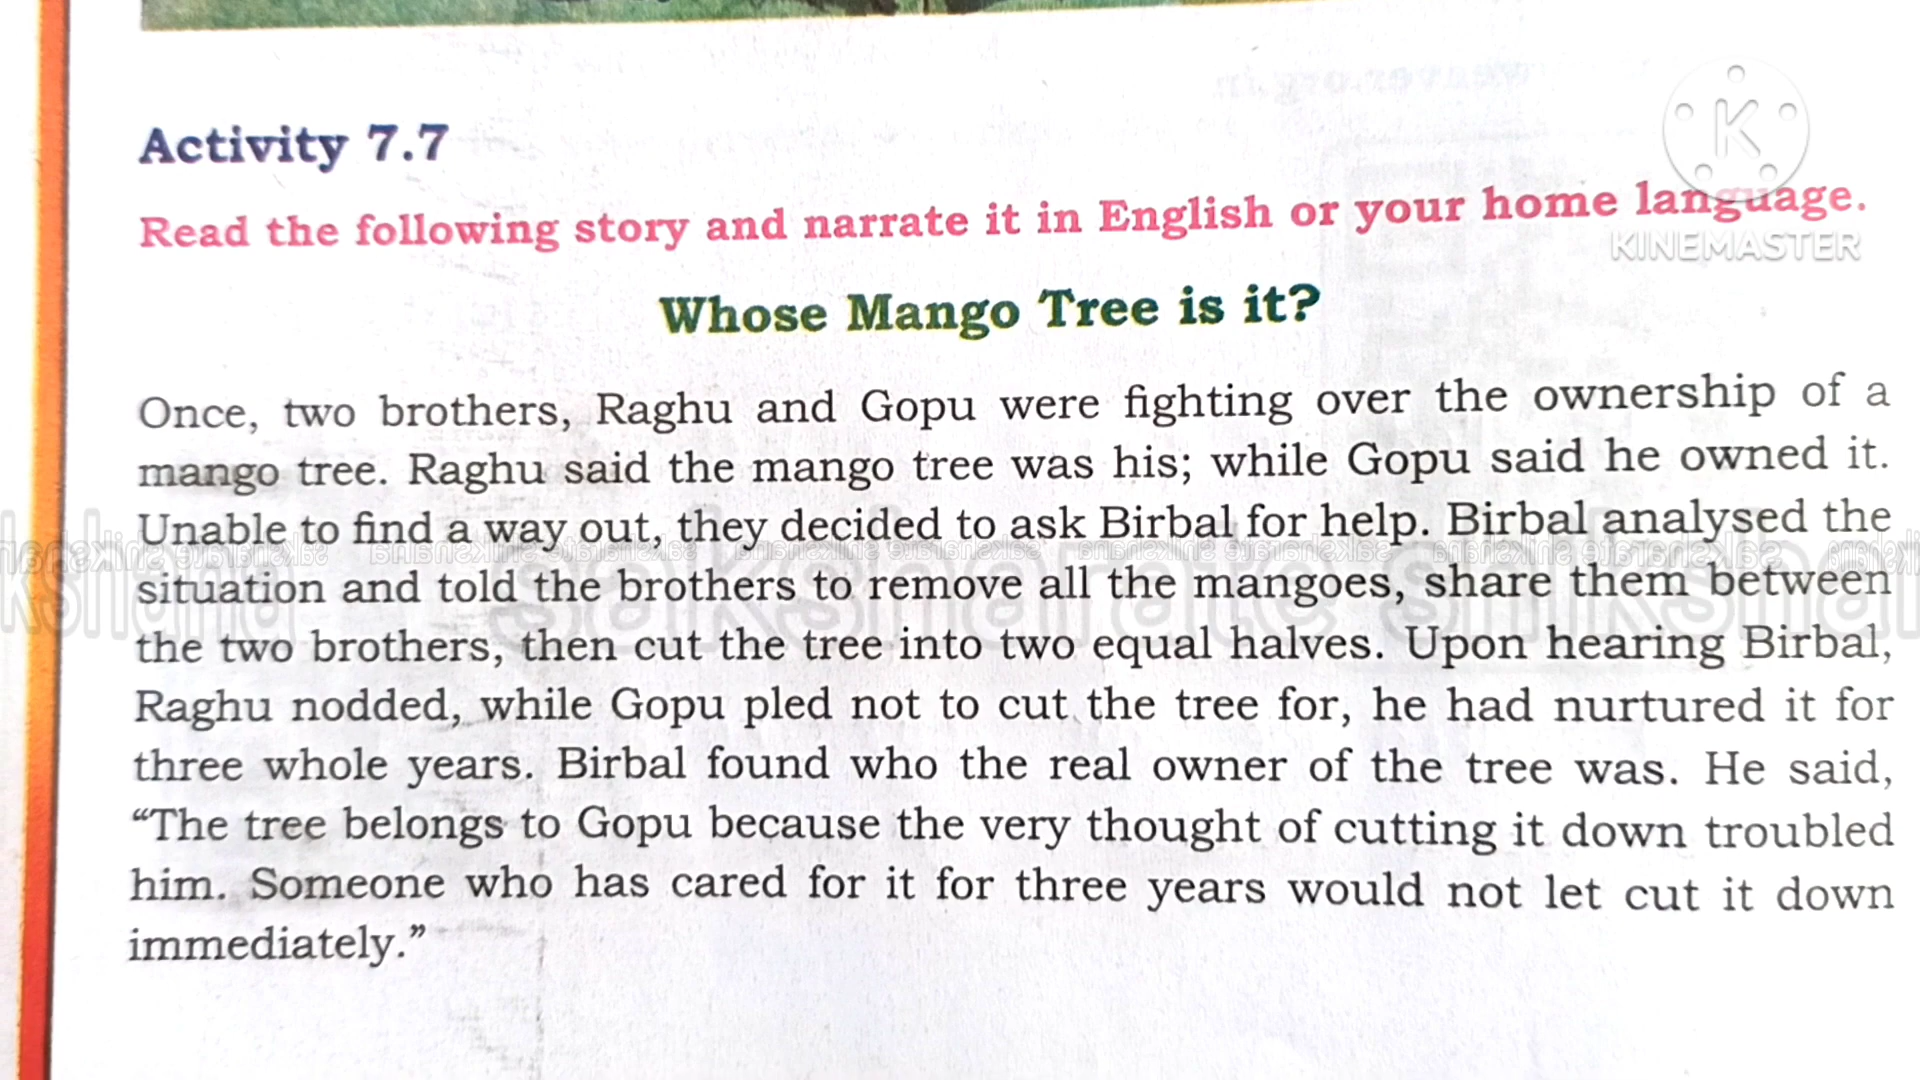 Activity 7.7
K
Read the following story and narrate it in English or your home language.
KINEMASTER
Whose Mango Tree is it?
Once, two brothers, Raghu and Gopu were fighting over the ownership of a
mango tree. Raghu said the mango tree was his; while Gopu said he owned it.
Unable to find a way out, they decided to ask Birbal for help. Birbal analysed the
situation and told the brothers to remove all the mangoes, share them between
the two brothers, then cut the tree into two equal halves. Upon hearing Birbal,
Raghu nodded, while Gopu pled not to cut the tree for, he had nurtured it for
three whole years. Birbal found who the real owner of the tree was. He said,
“The tree belongs to Gopu because the very thought of cutting it down troubled
him. Someone who has cared for it for three years would not let cut it down
immediately.”
saksharate shikshana